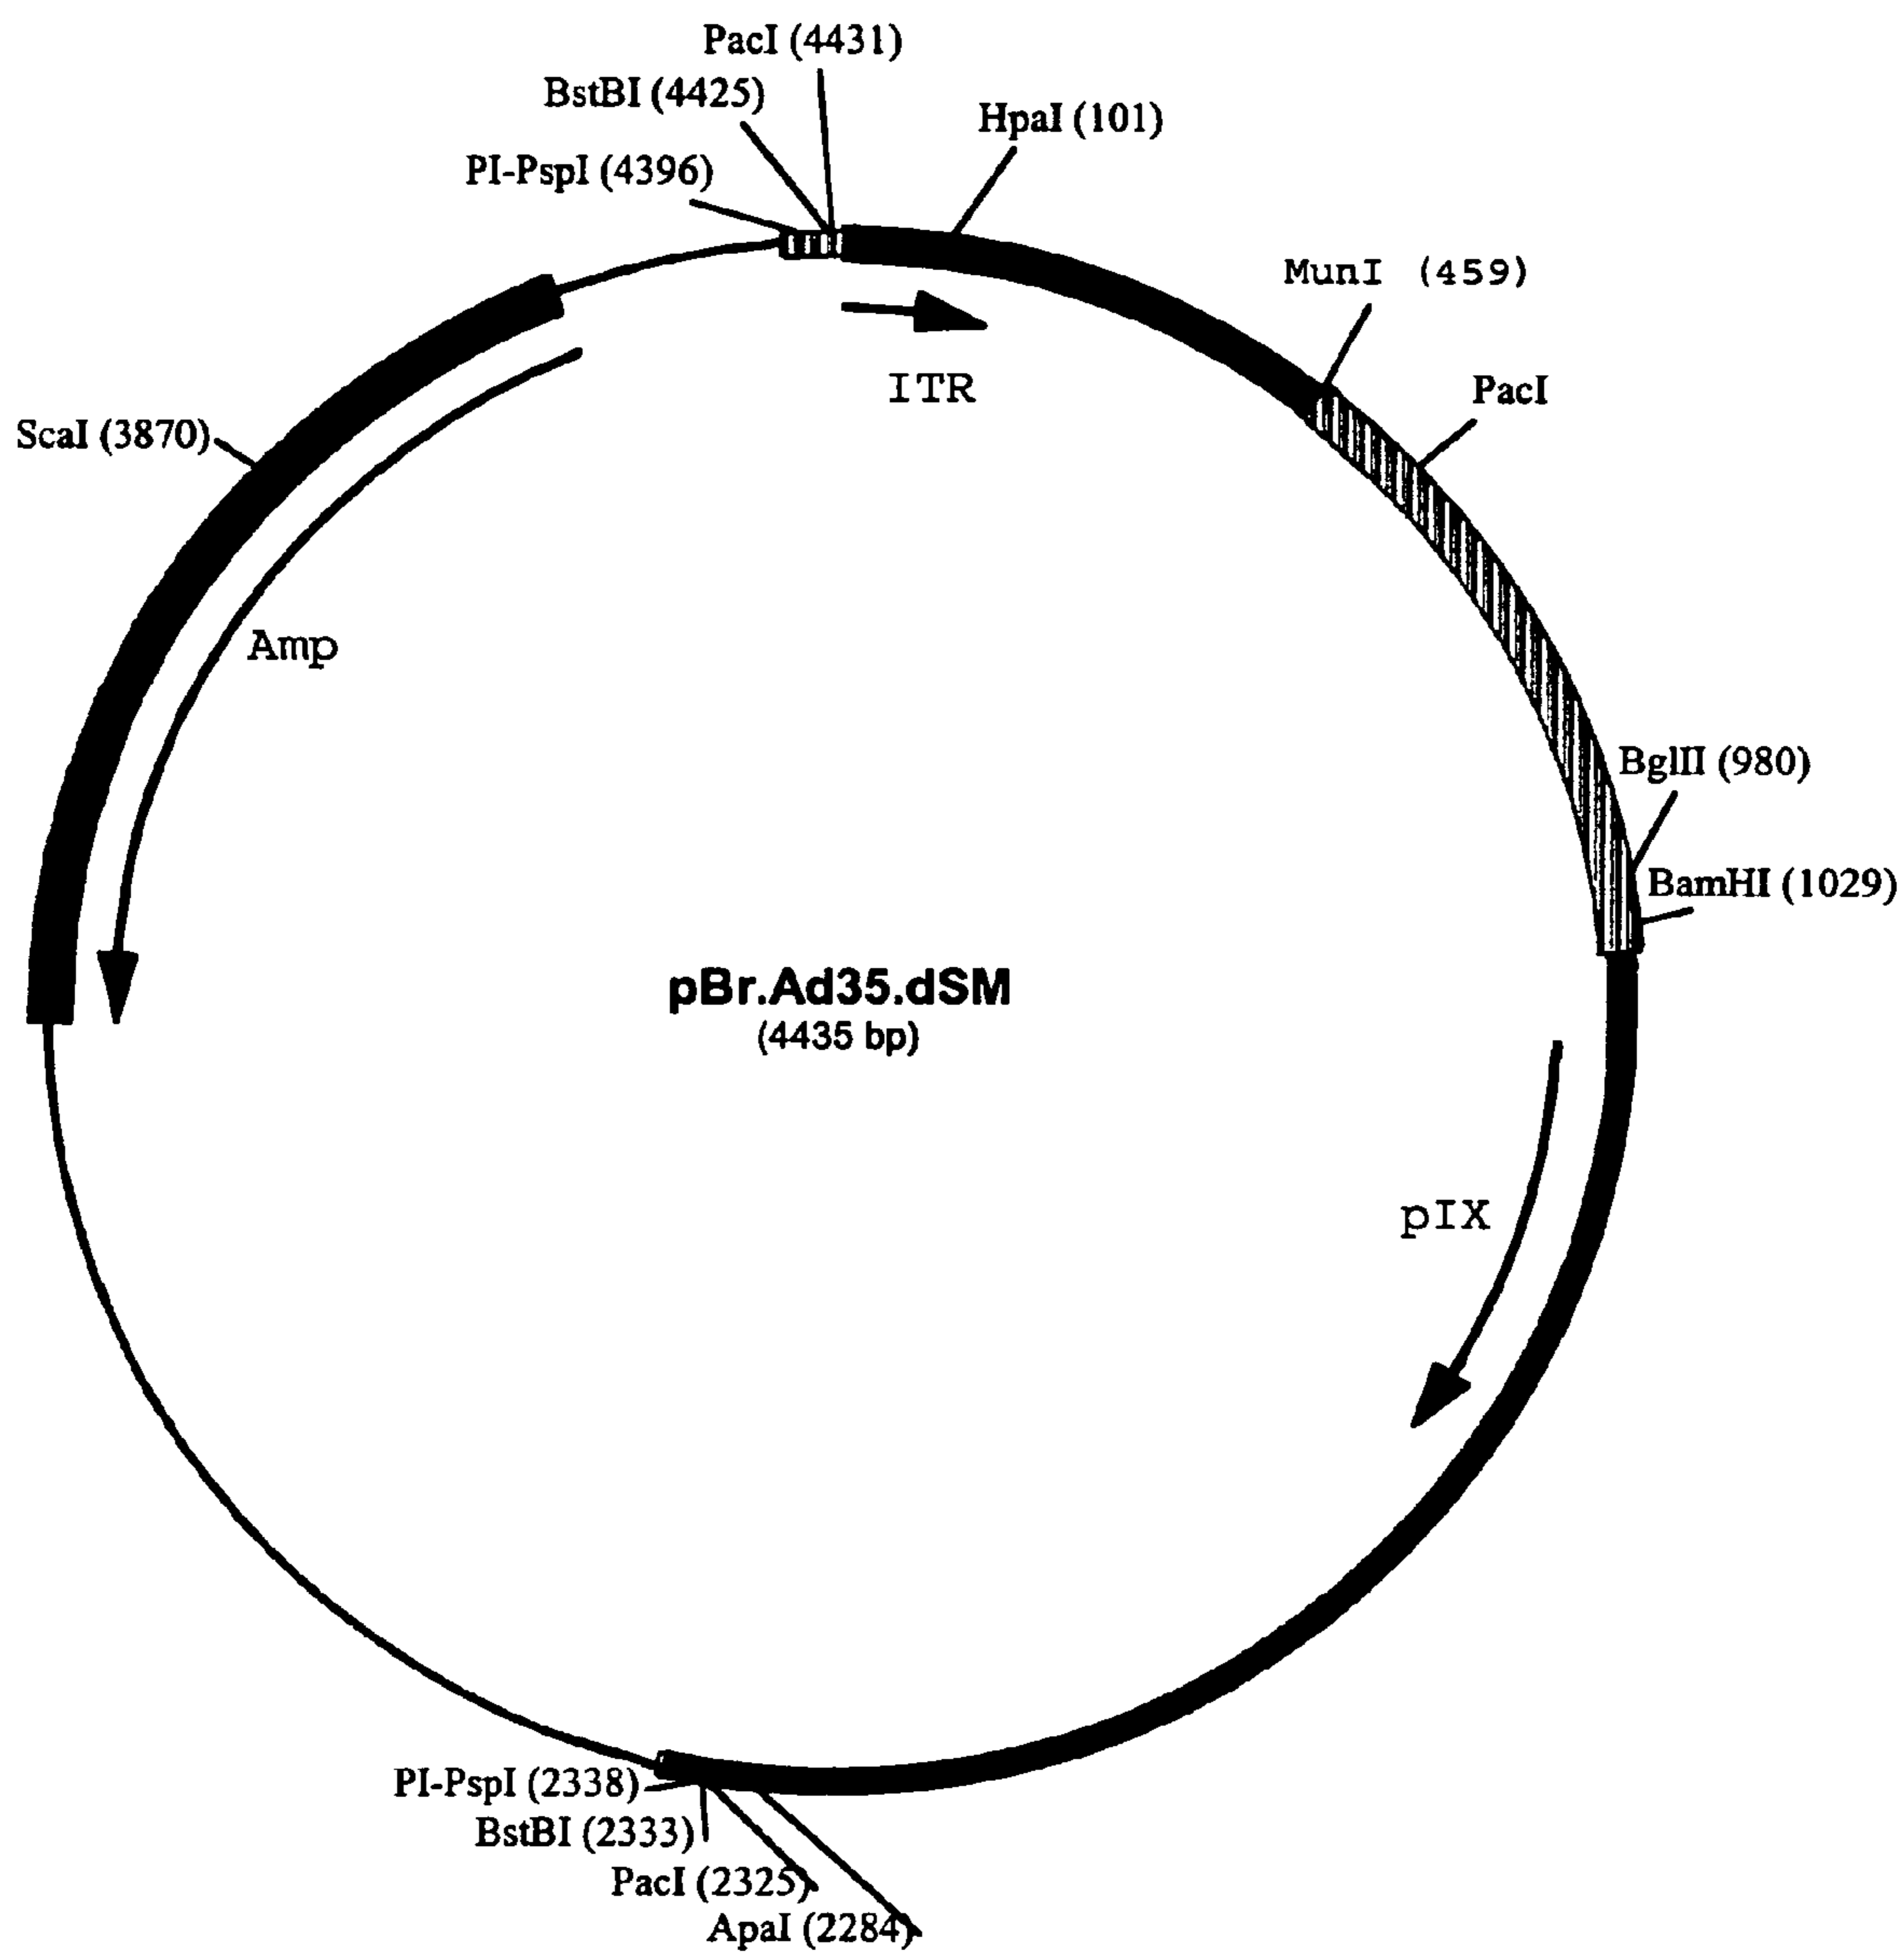 PacI (4431)
BstBI (4425)
HpaI (101)
PI-PspI (4396)
MunI (459)
ITR
PacI
ScaI (3870)
Amp
BglII (980)
BamHI (1029)
pBr.Ad35.dSM
(4435 bp)
pIX
PI-PspI (2338)
BstBI (2333)
PacI (2325)
ApaI (2284)